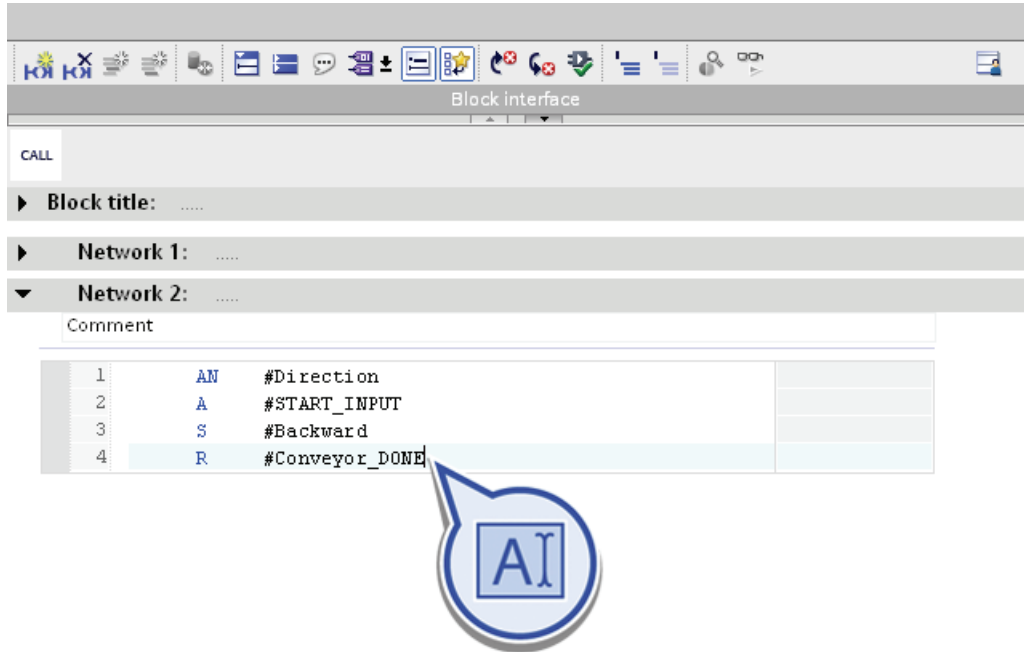 Block interface
CALL
Block title: .....
Network 1: .....
Network 2: .....
Comment
1 AN #Direction
2 A #START_INPUT
3 S #Backward
4 R #Conveyor_DONE
A